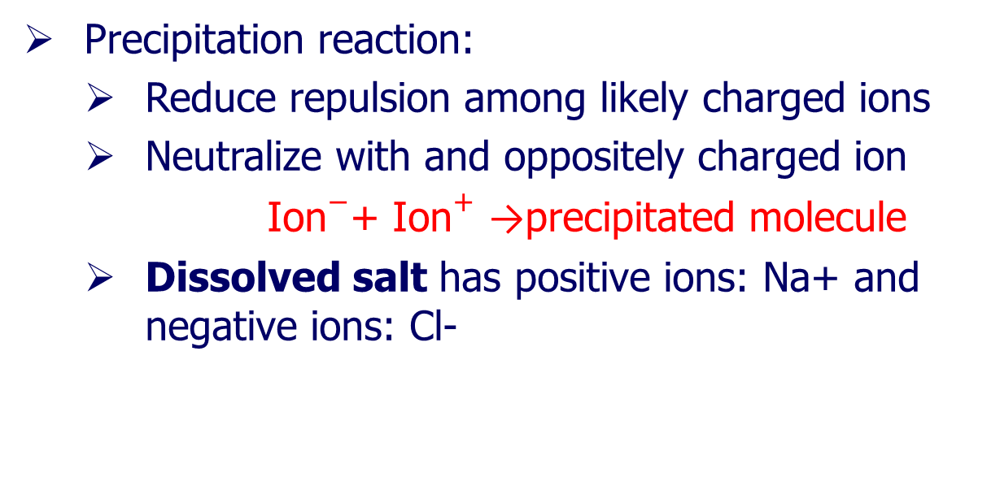 ➢ Precipitation reaction:
➢ Reduce repulsion among likely charged ions
➢ Neutralize with and oppositely charged ion
Ion⁻+ Ion⁺ →precipitated molecule
➢ Dissolved salt has positive ions: Na+ and
negative ions: Cl-